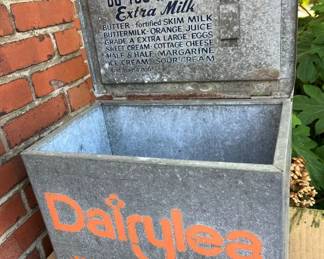 Extra Milk
BUTTER · fortified SKIM MILK
BUTTERMILK · ORANGE JUICE
GRADE A EXTRA LARGE EGGS
SWEET CREAM · COTTAGE CHEESE
HALF & HALF · MARGARINE
ICE CREAM · SOUR CREAM
Dairylea